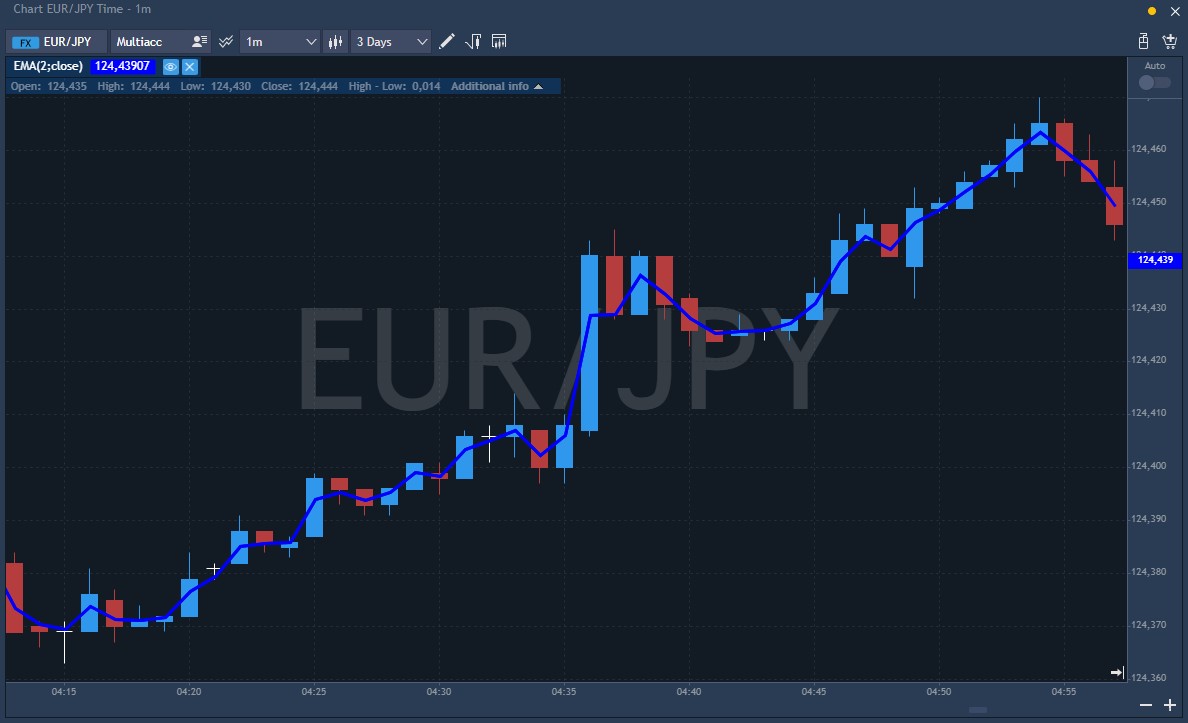 Chart EUR/JPY Time - 1m
FX EUR/JPY Multiacc 1m 3 Days
EMA(2;close) 124,43907
Auto
Open: 124,435 High: 124,444 Low: 124,430 Close: 124,444 High - Low: 0,014 Additional info
124,460
124,450
124,439
124,430
124,420
EUR/JPY
124,410
124,400
124,390
124,380
124,370
124,360
04:15 04:20 04:25 04:30 04:35 04:40 04:45 04:50 04:55